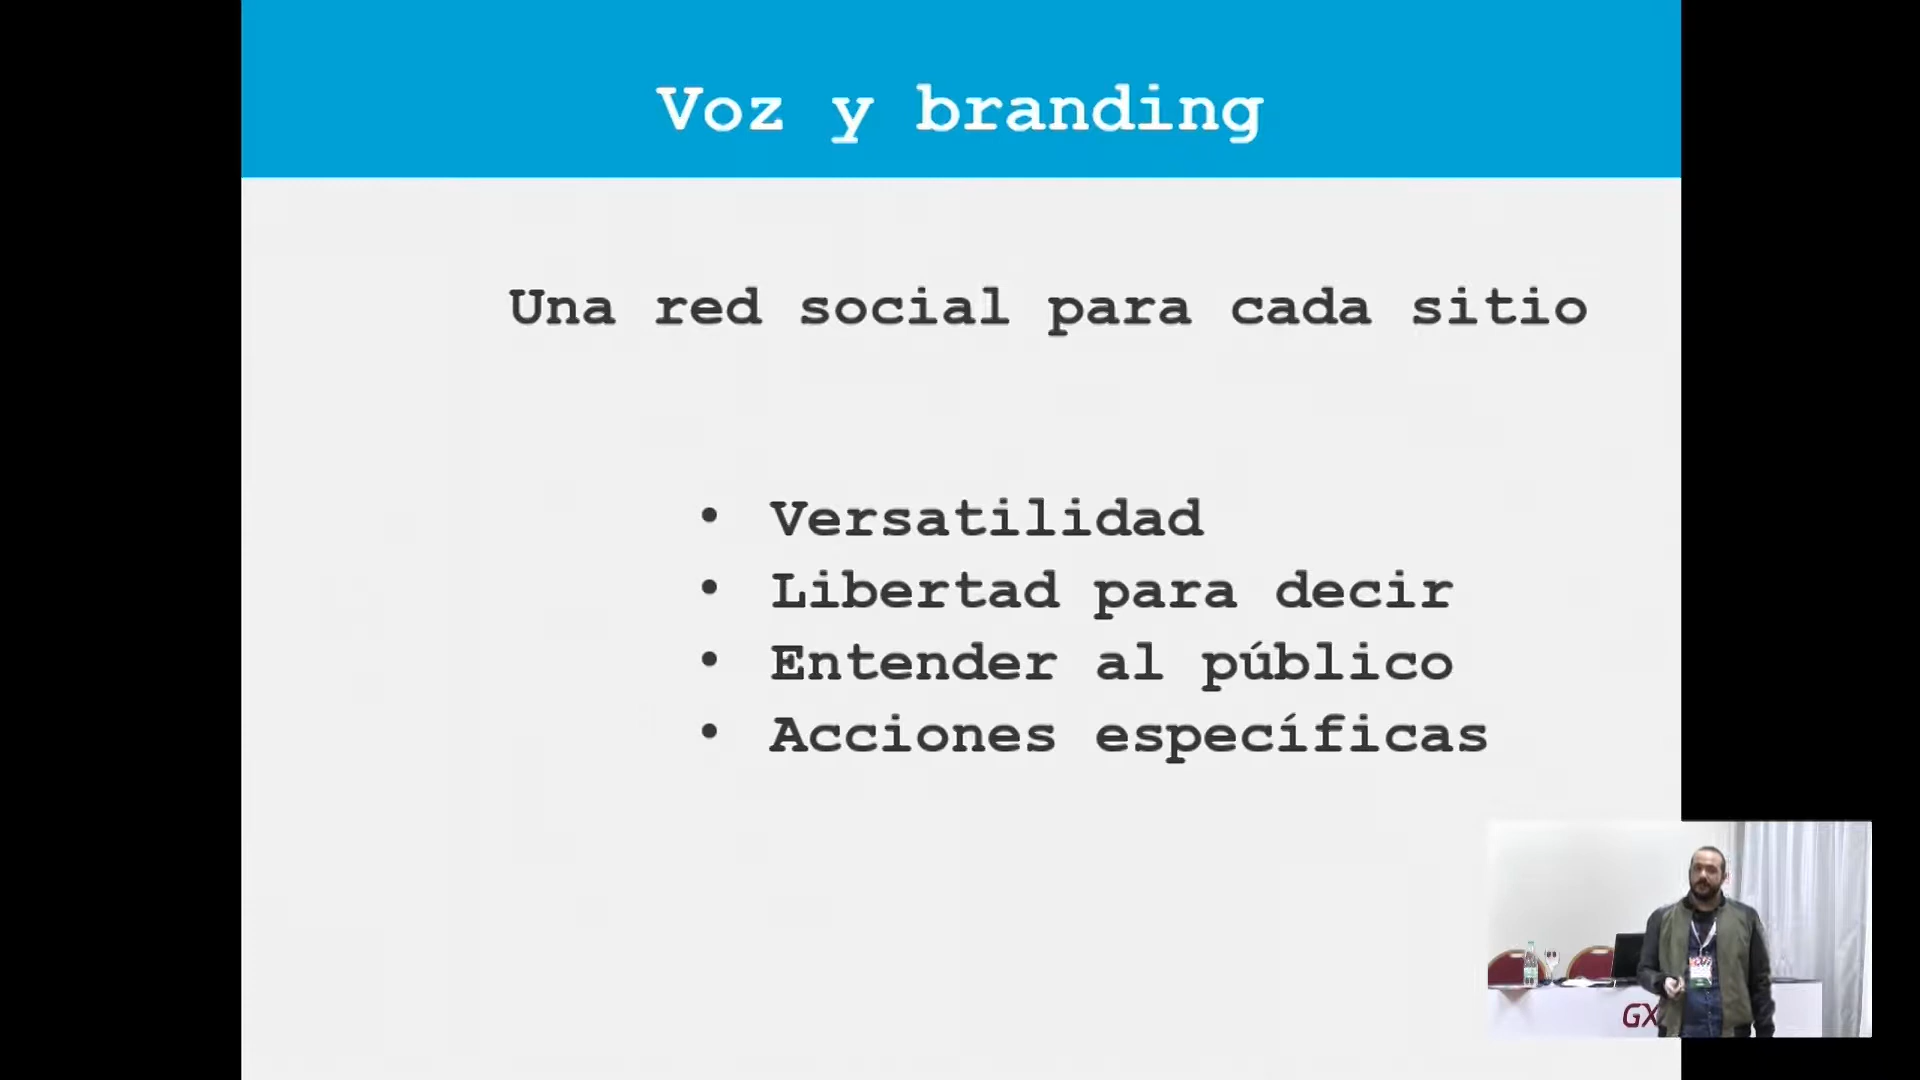 Voz y branding
Una red social para cada sitio
• Versatilidad
• Libertad para decir
• Entender al público
• Acciones específicas
GX